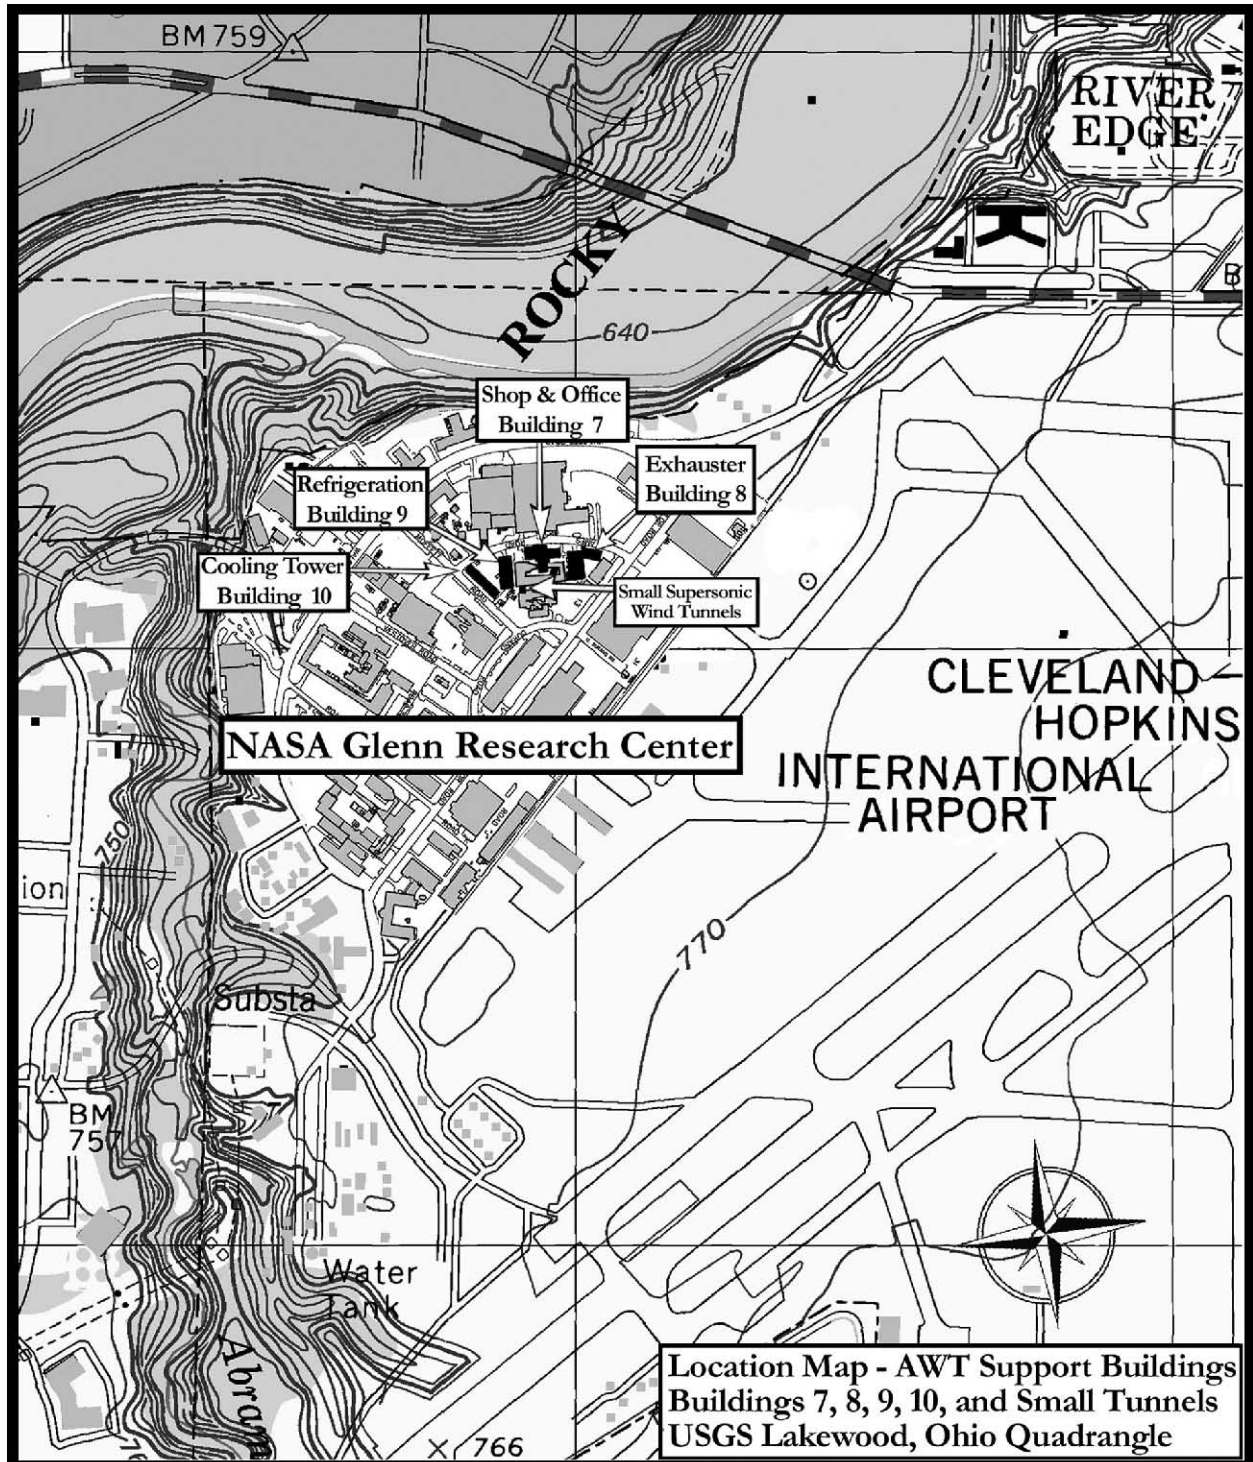 BM 759
RIVER
EDGE
ROCKY
640
Shop & Office
Building 7
Exhauster
Building 8
Refrigeration
Building 9
Cooling Tower
Building 10
Small Supersonic
Wind Tunnels
CLEVELAND
HOPKINS
INTERNATIONAL
AIRPORT
NASA Glenn Research Center
750
ion
770
Substa
BM
757
Water
Tank
Abram
766
Location Map - AWT Support Buildings
Buildings 7, 8, 9, 10, and Small Tunnels
USGS Lakewood, Ohio Quadrangle